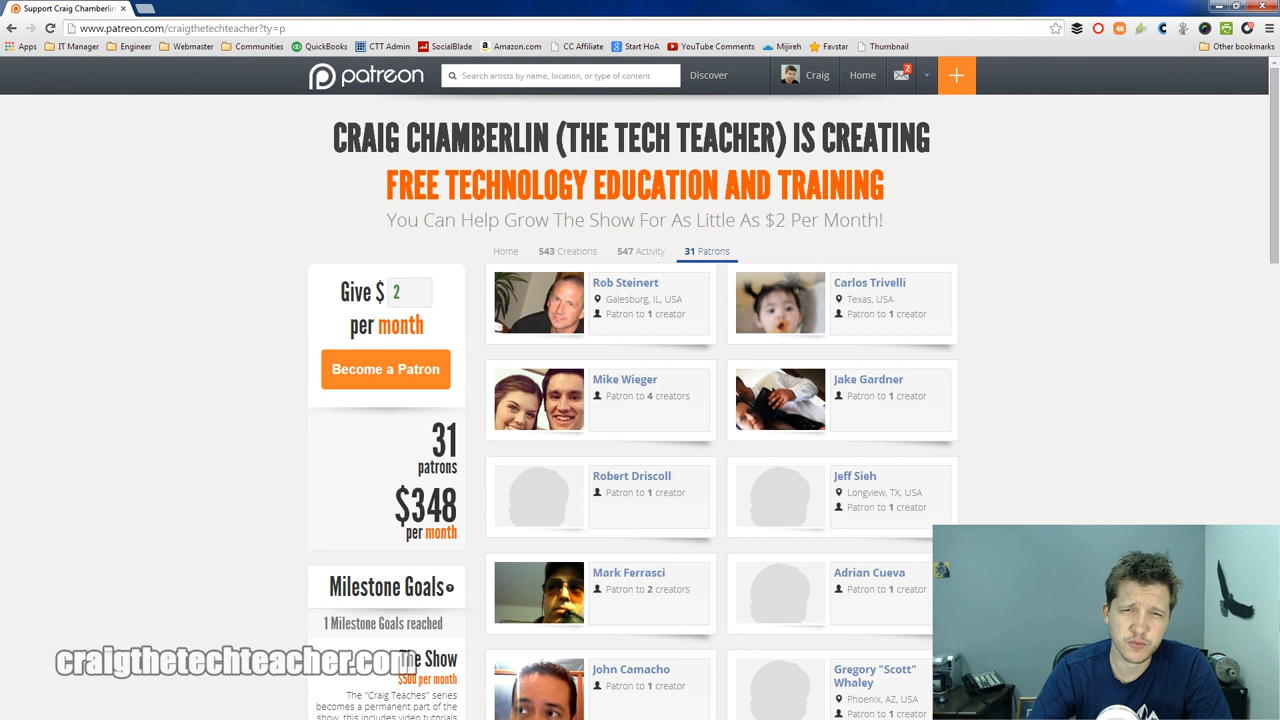 Support Craig Chamberlin
www.patreon.com/craigthetechteacher?ty=p
Apps IT Manager Engineer Webmaster Communities QuickBooks CTT Admin SocialBlade Amazon.com CC Affiliate Start HoA YouTube Comments Mijireh Favstar Thumbnail Other bookmarks
patreon Search artists by name, location, or type of content Discover Craig Home 2 +
CRAIG CHAMBERLIN (THE TECH TEACHER) IS CREATING
FREE TECHNOLOGY EDUCATION AND TRAINING
You Can Help Grow The Show For As Little As $2 Per Month!
Home 543 Creations 547 Activity 31 Patrons
Give $ 2
per month
Become a Patron
31
patrons
$348
per month
Milestone Goals
1 Milestone Goals reached
The Show
$500 per month
The "Craig Teaches" series
becomes a permanent part of the
show, this includes video tutorials
Rob Steinert
Galesburg, IL, USA
Patron to 1 creator
Carlos Trivelli
Texas, USA
Patron to 1 creator
Mike Wieger
Patron to 4 creators
Jake Gardner
Patron to 1 creator
Robert Driscoll
Patron to 1 creator
Jeff Sieh
Longview, TX, USA
Patron to 1 creator
Mark Ferrasci
Patron to 2 creators
Adrian Cueva
Patron to 1 creator
John Camacho
Patron to 1 creator
Gregory "Scott"
Whaley
Phoenix, AZ, USA
Patron to 1 creator
craigthetechteacher.com